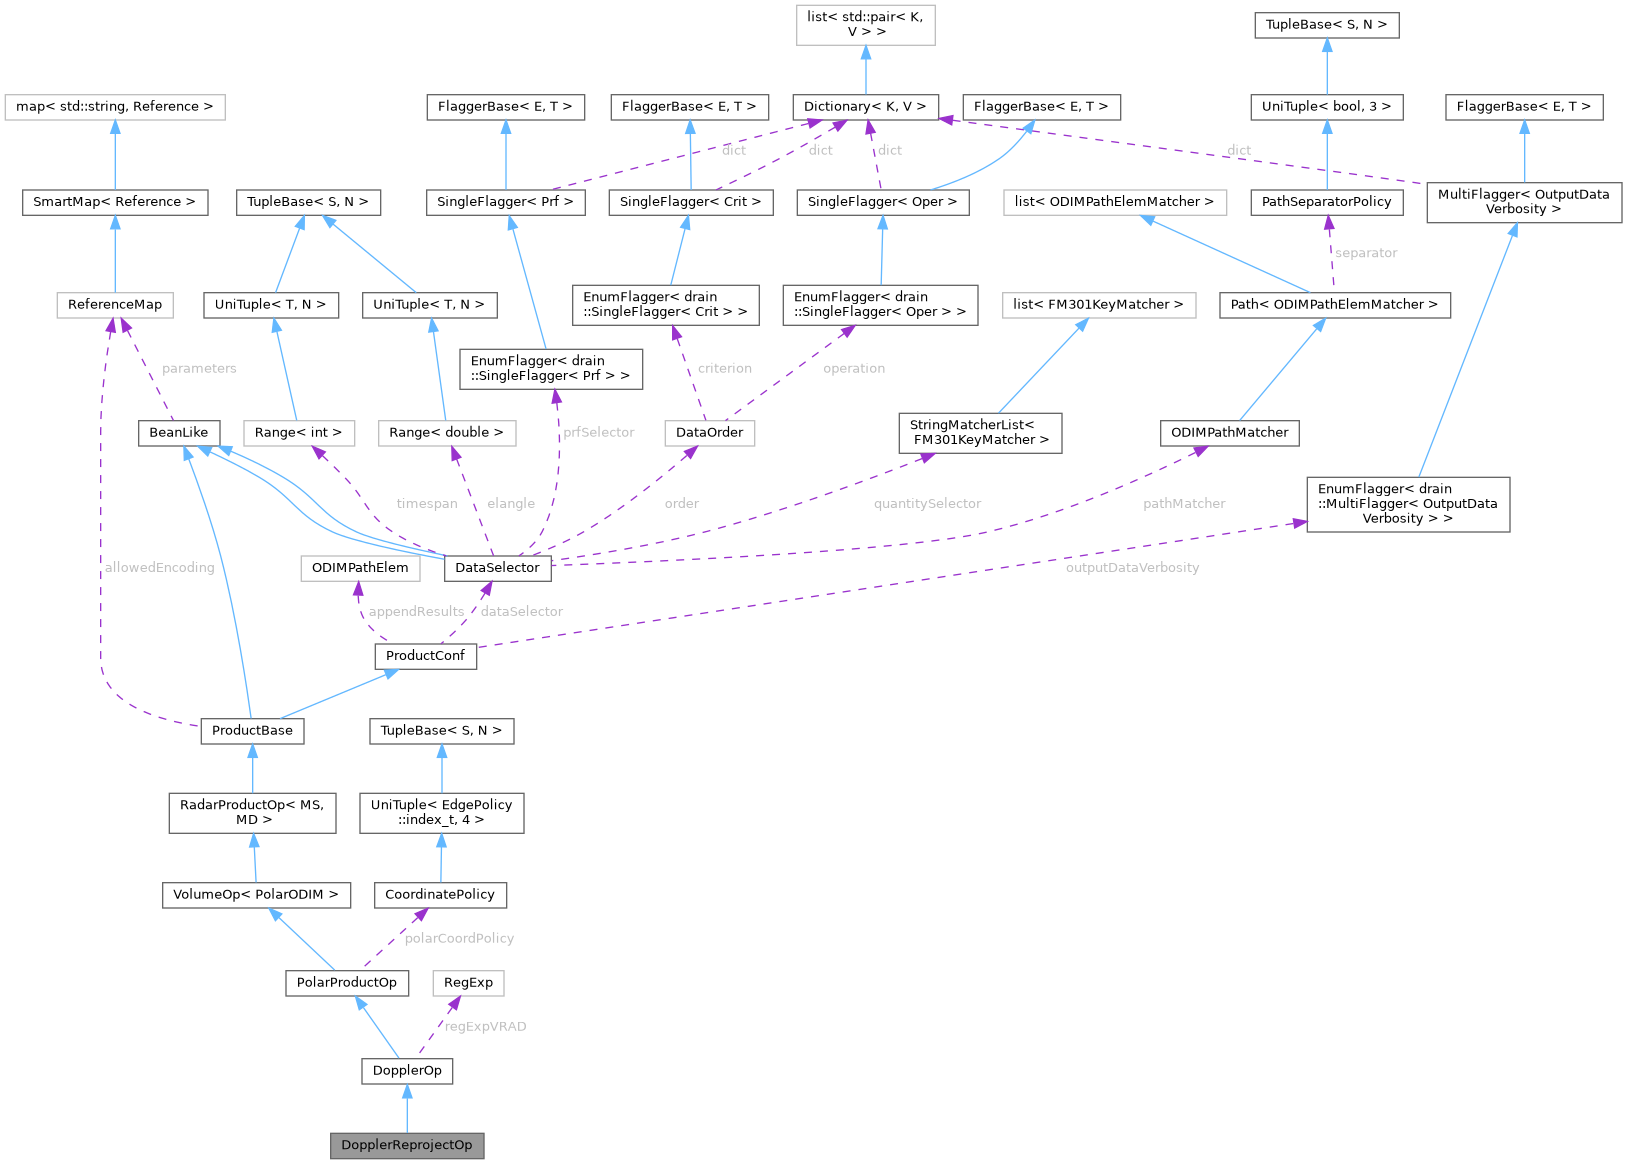 list< std::pair< K,
V > >
TupleBase< S, N >
map< std::string, Reference >
FlaggerBase< E, T >
FlaggerBase< E, T >
Dictionary< K, V >
FlaggerBase< E, T >
UniTuple< bool, 3 >
FlaggerBase< E, T >
dict
dict
dict
dict
SmartMap< Reference >
TupleBase< S, N >
SingleFlagger< Prf >
SingleFlagger< Crit >
SingleFlagger< Oper >
list< ODIMPathElemMatcher >
PathSeparatorPolicy
MultiFlagger< OutputData
Verbosity >
separator
ReferenceMap
UniTuple< T, N >
UniTuple< T, N >
EnumFlagger< drain
::SingleFlagger< Crit > >
EnumFlagger< drain
::SingleFlagger< Oper > >
list< FM301KeyMatcher >
Path< ODIMPathElemMatcher >
parameters
EnumFlagger< drain
::SingleFlagger< Prf > >
criterion
operation
BeanLike
Range< int >
Range< double >
prfSelector
DataOrder
StringMatcherList<
FM301KeyMatcher >
ODIMPathMatcher
timespan
elangle
order
quantitySelector
pathMatcher
EnumFlagger< drain
::MultiFlagger< OutputData
Verbosity > >
allowedEncoding
ODIMPathElem
DataSelector
outputDataVerbosity
appendResults
dataSelector
ProductConf
ProductBase
TupleBase< S, N >
RadarProductOp< MS,
MD >
UniTuple< EdgePolicy
::index_t, 4 >
VolumeOp< PolarODIM >
CoordinatePolicy
polarCoordPolicy
PolarProductOp
RegExp
regExpVRAD
DopplerOp
DopplerReprojectOp